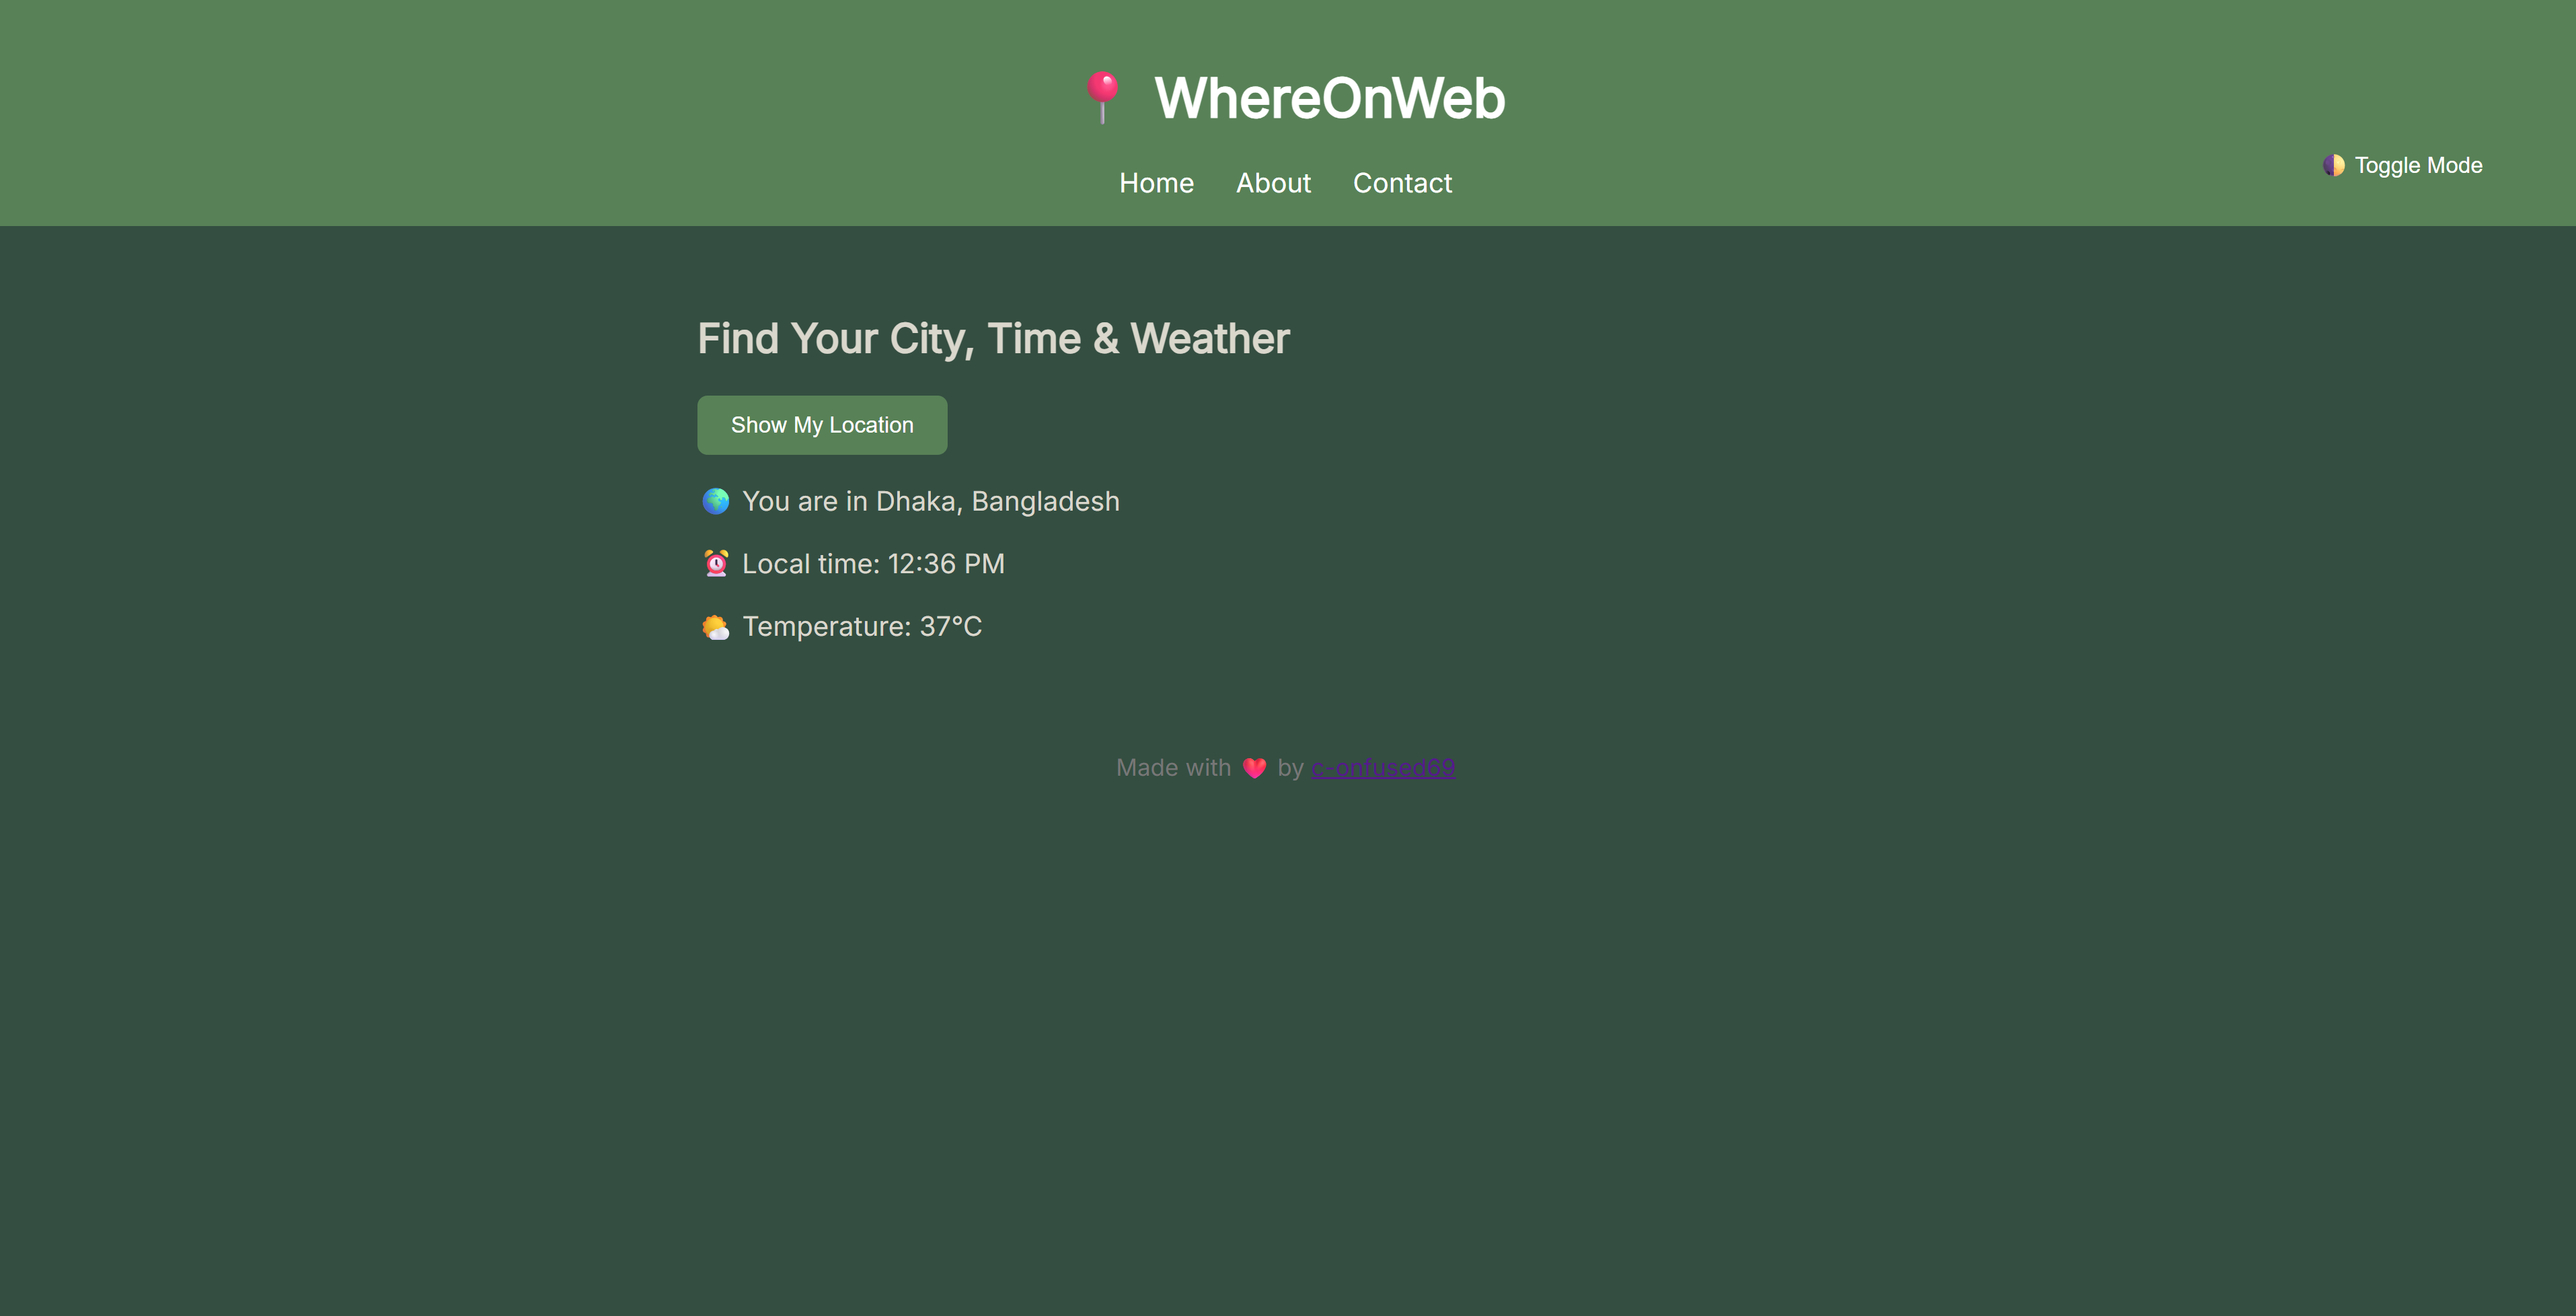 📍 WhereOnWeb
Home About Contact
🌓 Toggle Mode
Find Your City, Time & Weather
Show My Location
🌍 You are in Dhaka, Bangladesh
⏰ Local time: 12:36 PM
🌤️ Temperature: 37°C
Made with ❤️ by c-onfused69